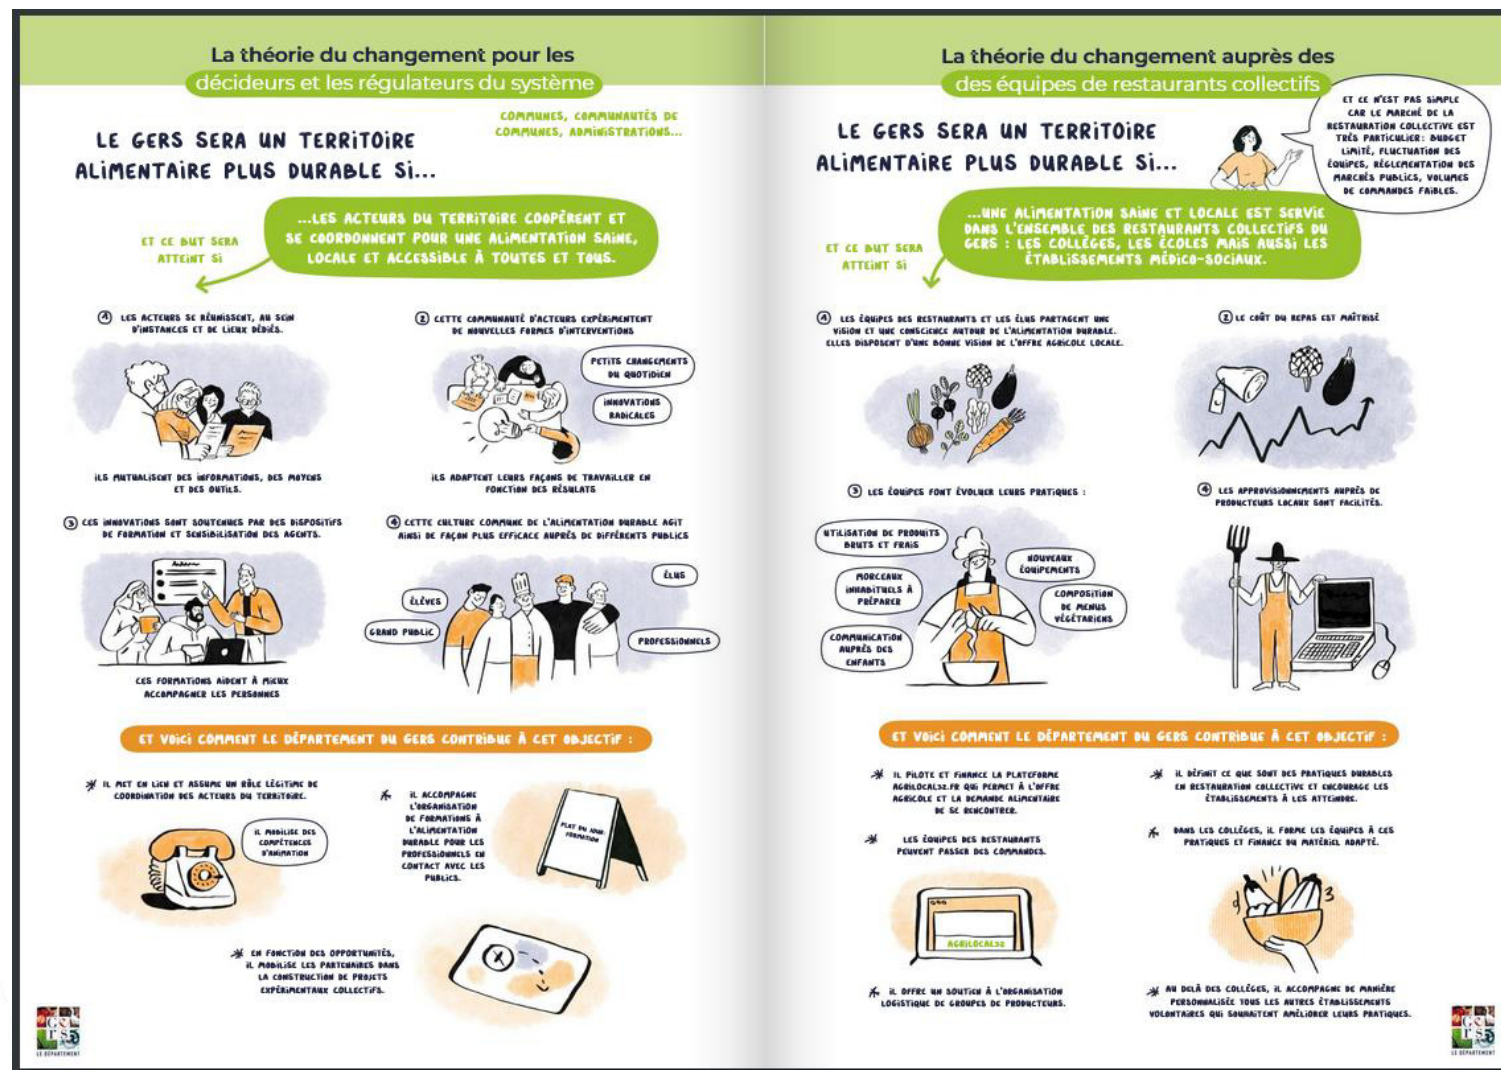 La théorie du changement pour les
décideurs et les régulateurs du système
COMMUNES, COMMUNAUTÉS DE
COMMUNES, ADMINISTRATIONS...
LE GERS SERA UN TERRITOIRE
ALIMENTAIRE PLUS DURABLE SI...
...LES ACTEURS DU TERRITOIRE COOPÈRENT ET
SE COORDONNENT POUR UNE ALIMENTATION SAINE,
LOCALE ET ACCESSIBLE À TOUTES ET TOUS.
ET CE BUT SERA
ATTEINT SI
1 LES ACTEURS SE RÉUNISSENT, AU SEIN
D'INSTANCES ET DE LIEUX DÉDIÉS.
ILS MUTUALISENT DES INFORMATIONS, DES MOYENS
ET DES OUTILS.
2 CETTE COMMUNAUTÉ D'ACTEURS EXPÉRIMENTENT
DE NOUVELLES FORMES D'INTERVENTIONS
PETITS CHANGEMENTS
DU QUOTIDIEN
INNOVATIONS
RADICALES
ILS ADAPTENT LEURS FAÇONS DE TRAVAILLER EN
FONCTION DES RÉSULATS
3 CES INNOVATIONS SONT SOUTENUES PAR DES DISPOSITIFS
DE FORMATION ET SENSIBILISATION DES AGENTS.
CES FORMATIONS AIDENT À MIEUX
ACCOMPAGNER LES PERSONNES
4 CETTE CULTURE COMMUNE DE L'ALIMENTATION DURABLE AGIT
AINSI DE FAÇON PLUS EFFICACE AUPRÈS DE DIFFÉRENTS PUBLICS
ÉLUS
ÉLÈVES
GRAND PUBLIC
PROFESSIONNELS
ET VOICI COMMENT LE DÉPARTEMENT DU GERS CONTRIBUE À CET OBJECTIF :
IL MET EN LIEN ET ASSUME UN RÔLE LÉGITIME DE
COORDINATION DES ACTEURS DU TERRITOIRE.
IL MOBILISE DES
COMPÉTENCES
D'ANIMATION
IL ACCOMPAGNE
L'ORGANISATION
DE FORMATIONS À
L'ALIMENTATION
DURABLE POUR LES
PROFESSIONNELS EN
CONTACT AVEC LES
PUBLICS.
PLAT DU JOUR:
FORMATION
EN FONCTION DES OPPORTUNITÉS,
IL MOBILISE LES PARTENAIRES DANS
LA CONSTRUCTION DE PROJETS
EXPÉRIMENTAUX COLLECTIFS.
Gers
LE DÉPARTEMENT
La théorie du changement auprès des
des équipes de restaurants collectifs
ET CE N'EST PAS SIMPLE
CAR LE MARCHÉ DE LA
RESTAURATION COLLECTIVE EST
TRÈS PARTICULIER: BUDGET
LIMITÉ, FLUCTUATION DES
ÉQUIPES, RÉGLEMENTATION DES
MARCHÉS PUBLICS, VOLUMES
DE COMMANDES FAIBLES.
LE GERS SERA UN TERRITOIRE
ALIMENTAIRE PLUS DURABLE SI...
...UNE ALIMENTATION SAINE ET LOCALE EST SERVIE
DANS L'ENSEMBLE DES RESTAURANTS COLLECTIFS DU
GERS : LES COLLÈGES, LES ÉCOLES MAIS AUSSI LES
ÉTABLISSEMENTS MÉDICO-SOCIAUX.
ET CE BUT SERA
ATTEINT SI
1 LES ÉQUIPES DES RESTAURANTS ET LES ÉLUS PARTAGENT UNE
VISION ET UNE CONSCIENCE AUTOUR DE L'ALIMENTATION DURABLE.
ELLES DISPOSENT D'UNE BONNE VISION DE L'OFFRE AGRICOLE LOCALE.
2 LE COÛT DU REPAS EST MAÎTRISÉ
3 LES ÉQUIPES FONT ÉVOLUER LEURS PRATIQUES :
UTILISATION DE PRODUITS
BRUTS ET FRAIS
MORCEAUX
INHABITUELS À
PRÉPARER
COMMUNICATION
AUPRÈS DES
ENFANTS
NOUVEAUX
ÉQUIPEMENTS
COMPOSITION
DE MENUS
VÉGÉTARIENS
4 LES APPROVISIONNEMENTS AUPRÈS DE
PRODUCTEURS LOCAUX SONT FACILITÉS.
ET VOICI COMMENT LE DÉPARTEMENT DU GERS CONTRIBUE À CET OBJECTIF :
IL PILOTE ET FINANCE LA PLATEFORME
AGRILOCAL32.FR QUI PERMET À L'OFFRE
AGRICOLE ET LA DEMANDE ALIMENTAIRE
DE SE RENCONTRER.
LES ÉQUIPES DES RESTAURANTS
PEUVENT PASSER DES COMMANDES.
AGRILOCAL32
IL OFFRE UN SOUTIEN À L'ORGANISATION
LOGISTIQUE DE GROUPES DE PRODUCTEURS.
IL DÉFINIT CE QUE SONT DES PRATIQUES DURABLES
EN RESTAURATION COLLECTIVE ET ENCOURAGE LES
ÉTABLISSEMENTS À LES ATTEINDRE.
DANS LES COLLÈGES, IL FORME LES ÉQUIPES À CES
PRATIQUES ET FINANCE DU MATÉRIEL ADAPTÉ.
AU DELÀ DES COLLÈGES, IL ACCOMPAGNE DE MANIÈRE
PERSONNALISÉE TOUS LES AUTRES ÉTABLISSEMENTS
VOLONTAIRES QUI SOUHAITENT AMÉLIORER LEURS PRATIQUES.
Gers
LE DÉPARTEMENT